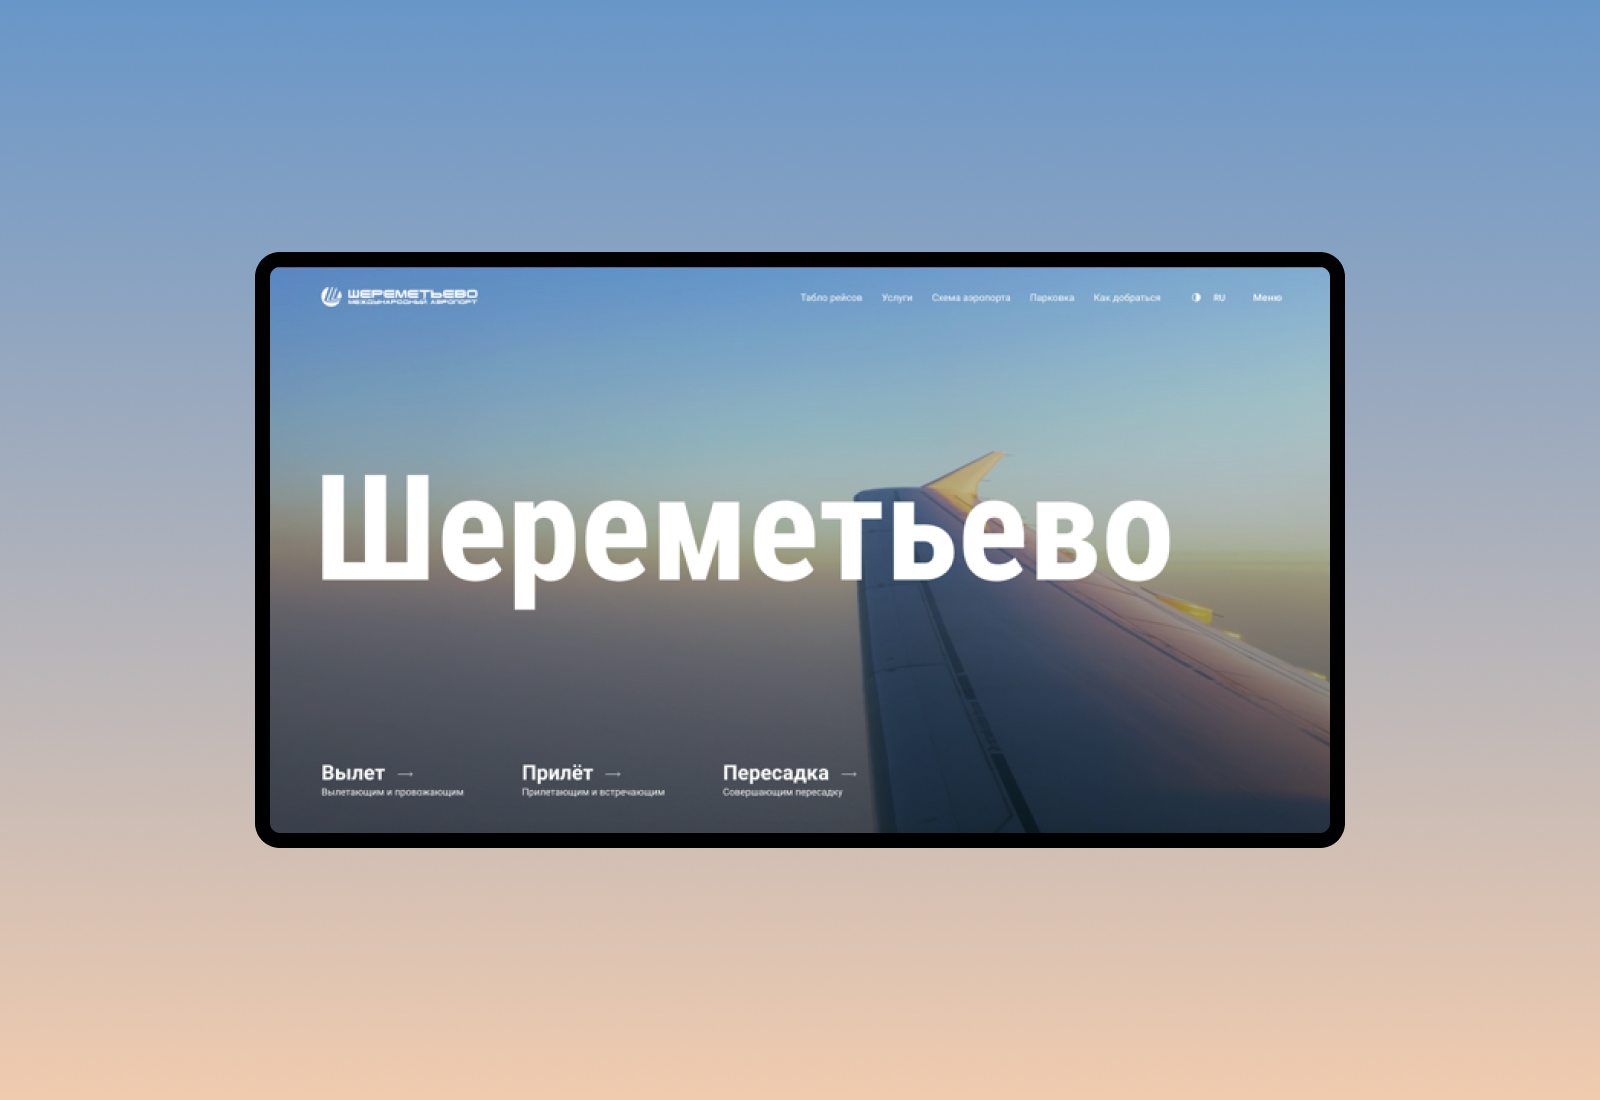 ШЕРЕМЕТЬЕВО
МЕЖДУНАРОДНЫЙ АЭРОПОРТ
Табло рейсов Услуги Схема аэропорта Парковка Как добраться RU Меню
Шереметьево
Вылет → Прилёт → Пересадка →
Вылетающим и провожающим Прилетающим и встречающим Совершающим пересадку